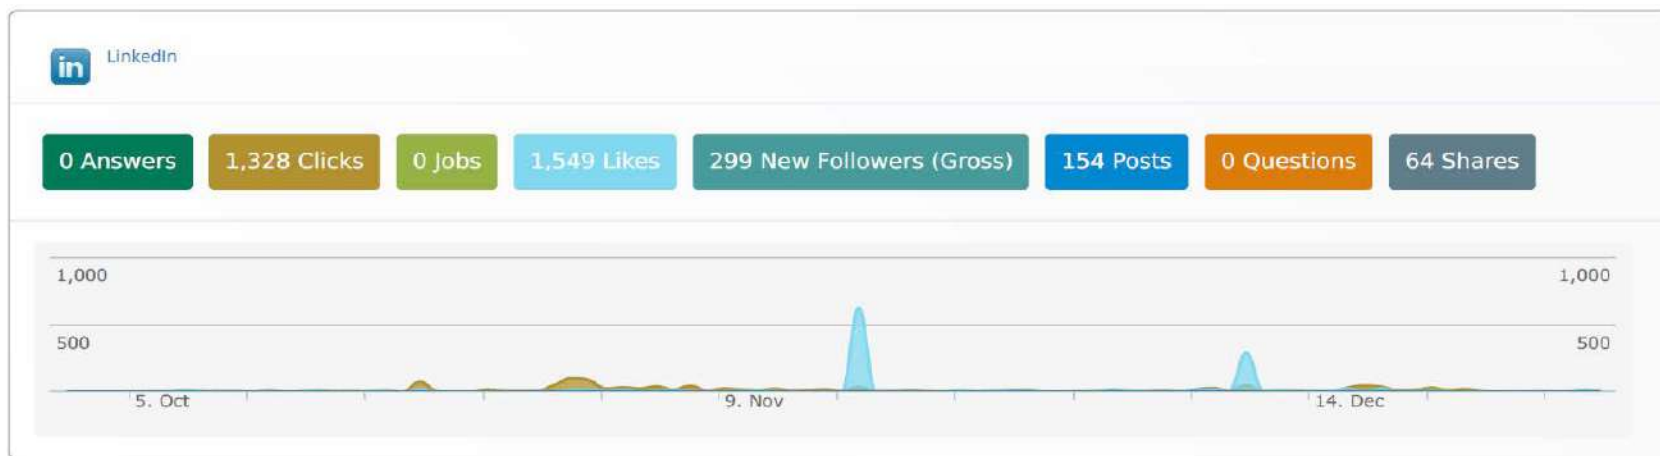 in LinkedIn
0 Answers 1,328 Clicks 0 Jobs 1,549 Likes 299 New Followers (Gross) 154 Posts 0 Questions 64 Shares
1,000 1,000
500 500
5. Oct 9. Nov 14. Dec